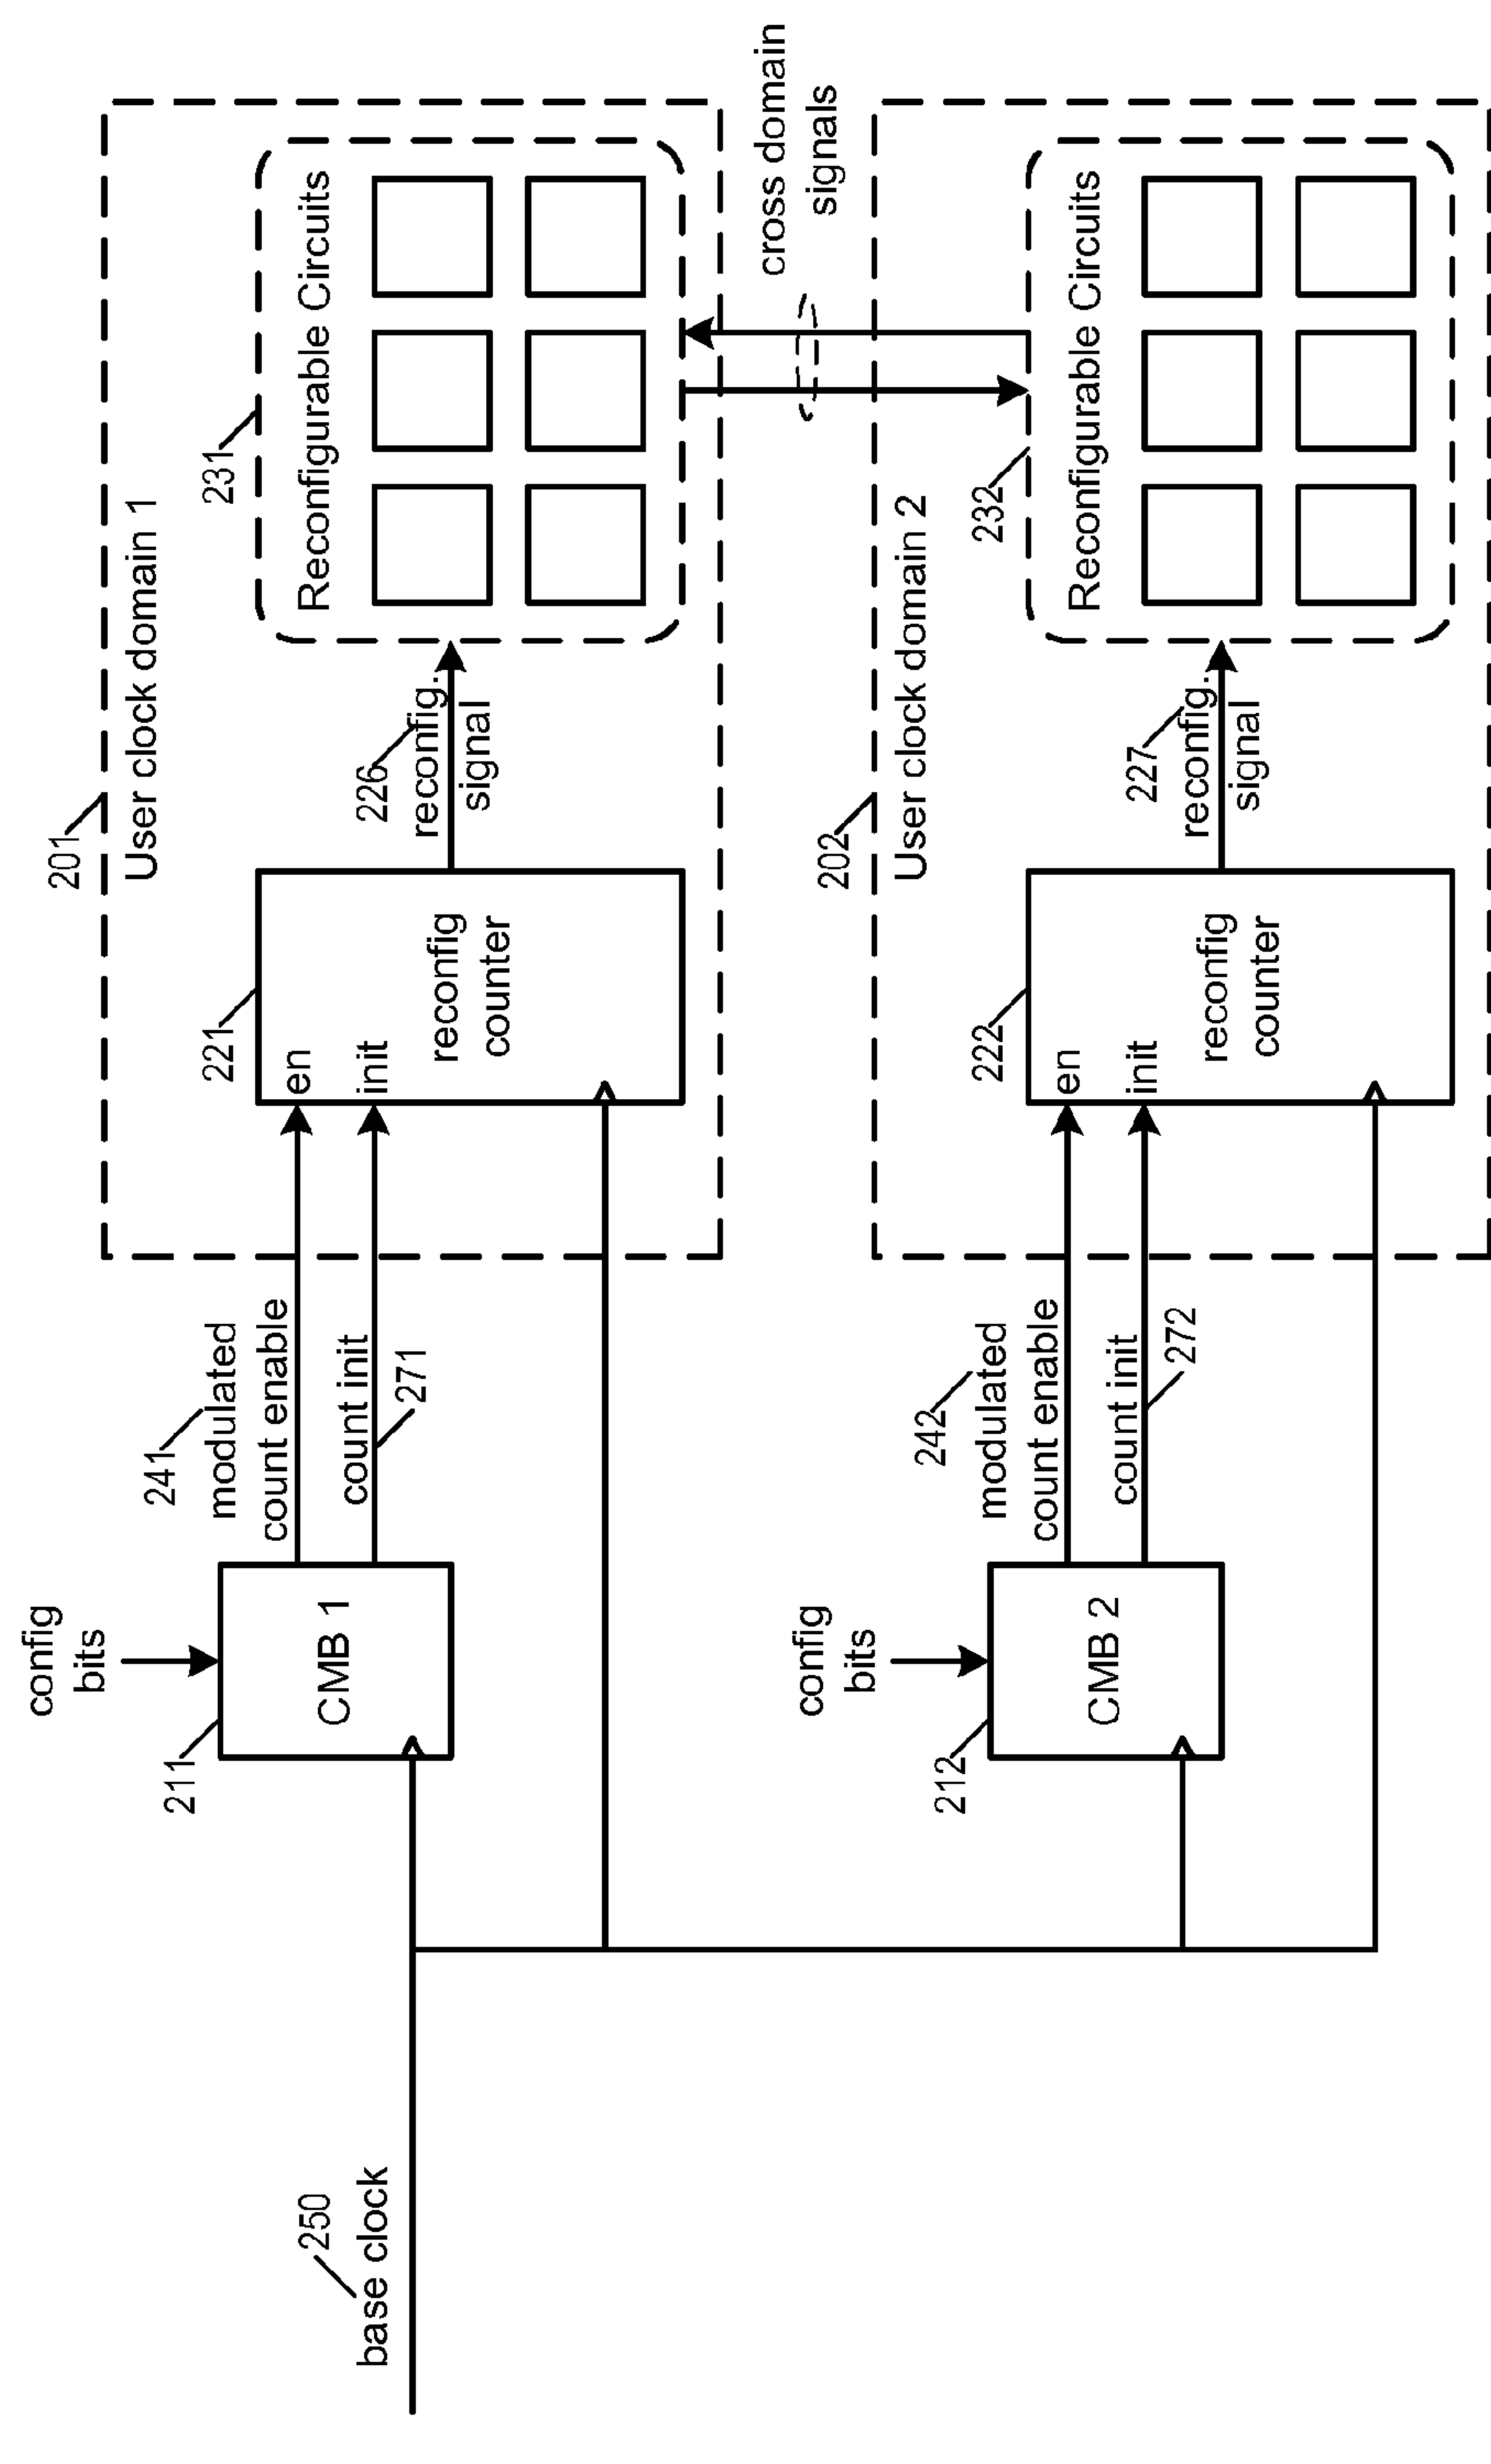 250
base clock
config
bits
211
CMB 1
241
modulated
count enable
count init
271
201
User clock domain 1
221
en
init
reconfig
counter
226
reconfig.
signal
231
Reconfigurable Circuits
cross domain
signals
config
bits
212
CMB 2
242
modulated
count enable
count init
272
202
User clock domain 2
222
en
init
reconfig
counter
227
reconfig.
signal
232
Reconfigurable Circuits